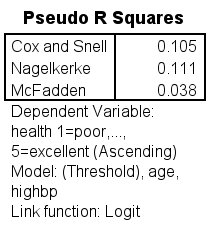 Pseudo R Squares
Cox and Snell 0.105
Nagelkerke 0.111
McFadden 0.038
Dependent Variable:
health 1=poor,...,
5=excellent (Ascending)
Model: (Threshold), age,
highbp
Link function: Logit